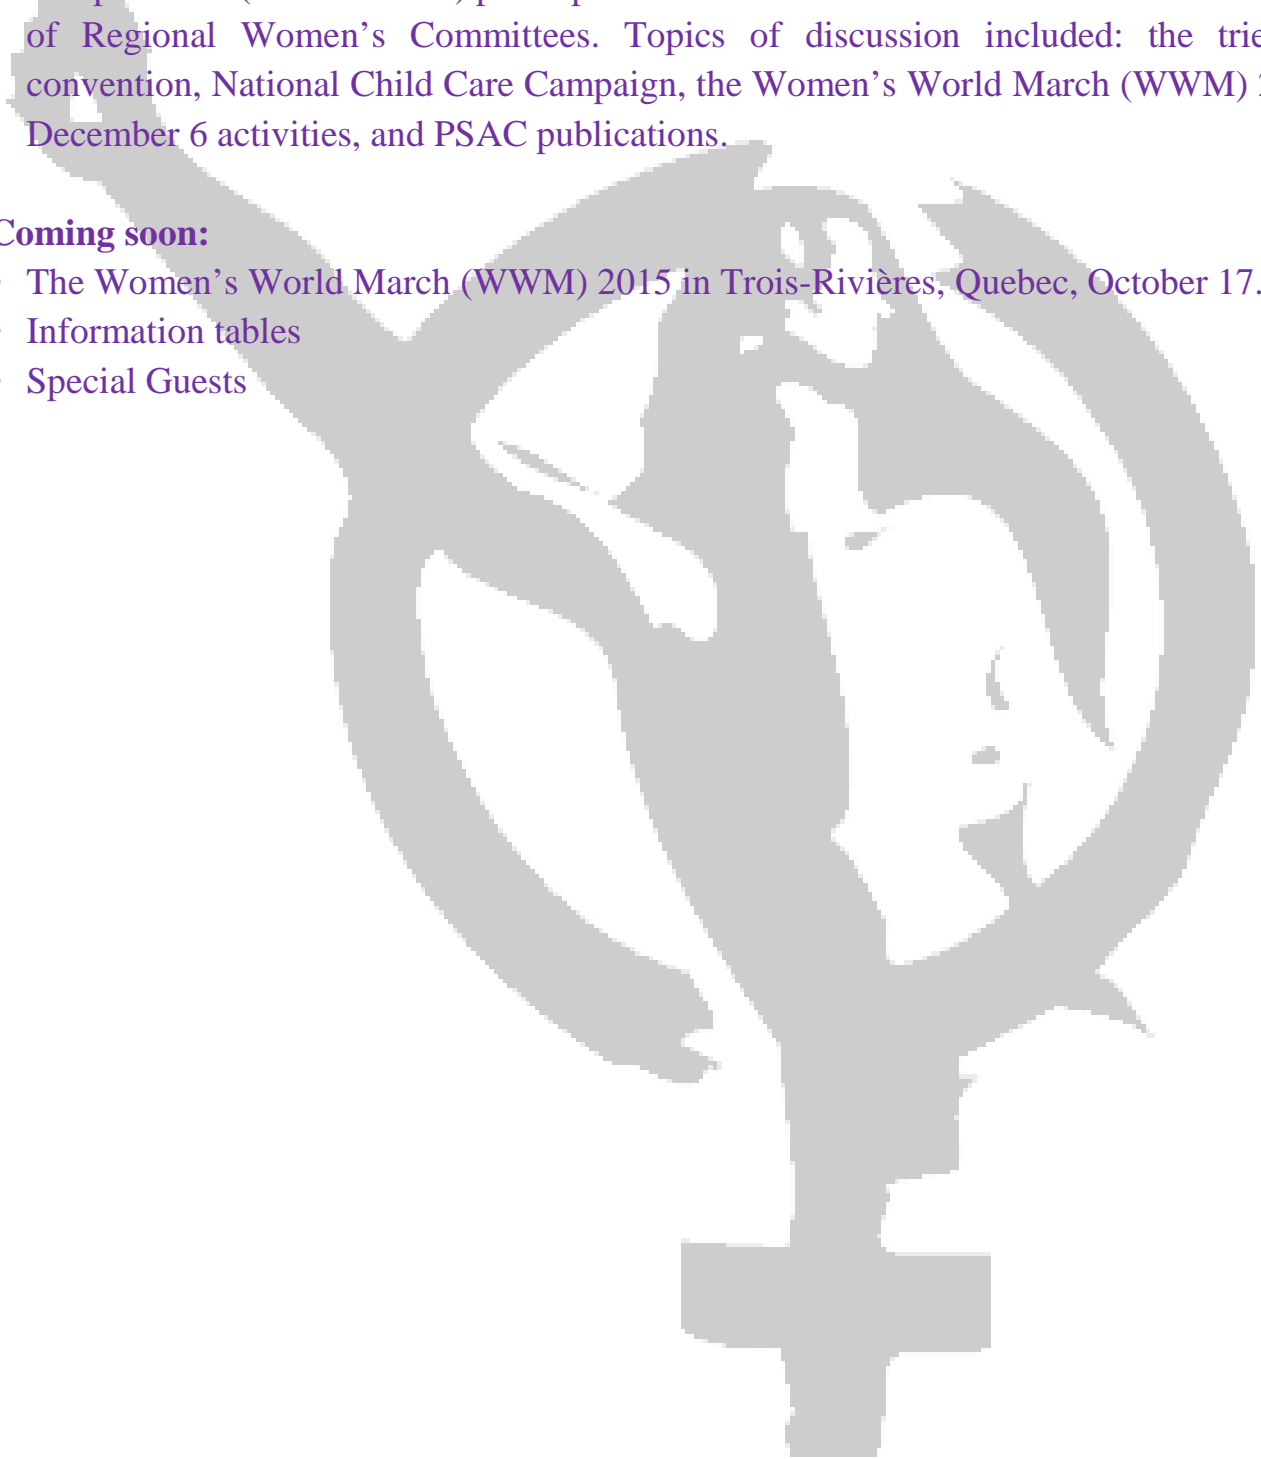 of Regional Women's Committees. Topics of discussion included: the
convention, National Child Care Campaign, the Women's World March (WWM)
December 6 activities, and PSAC publications.
Coming soon:
The Women's World March (WWM) 2015 in Trois-Rivières, Quebec, October 17.
Information tables
Special Guests